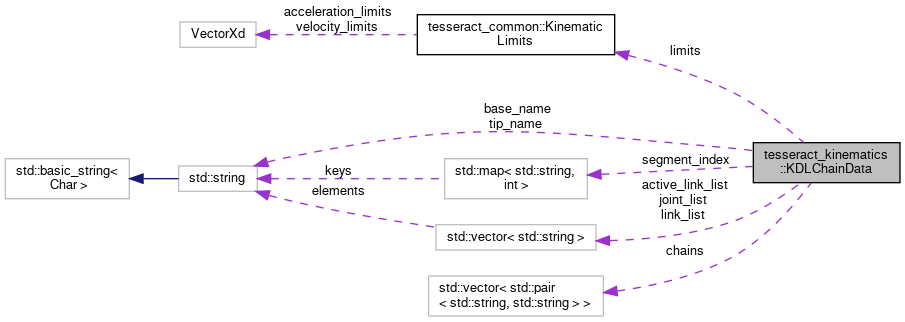 acceleration_limits
velocity_limits
VectorXd
tesseract_common::Kinematic
Limits
limits
base_name
tip_name
std::basic_string<
Char >
std::string
keys
elements
std::map< std::string,
int >
segment_index
tesseract_kinematics
::KDLChainData
active_link_list
joint_list
link_list
std::vector< std::string >
chains
std::vector< std::pair
< std::string, std::string > >